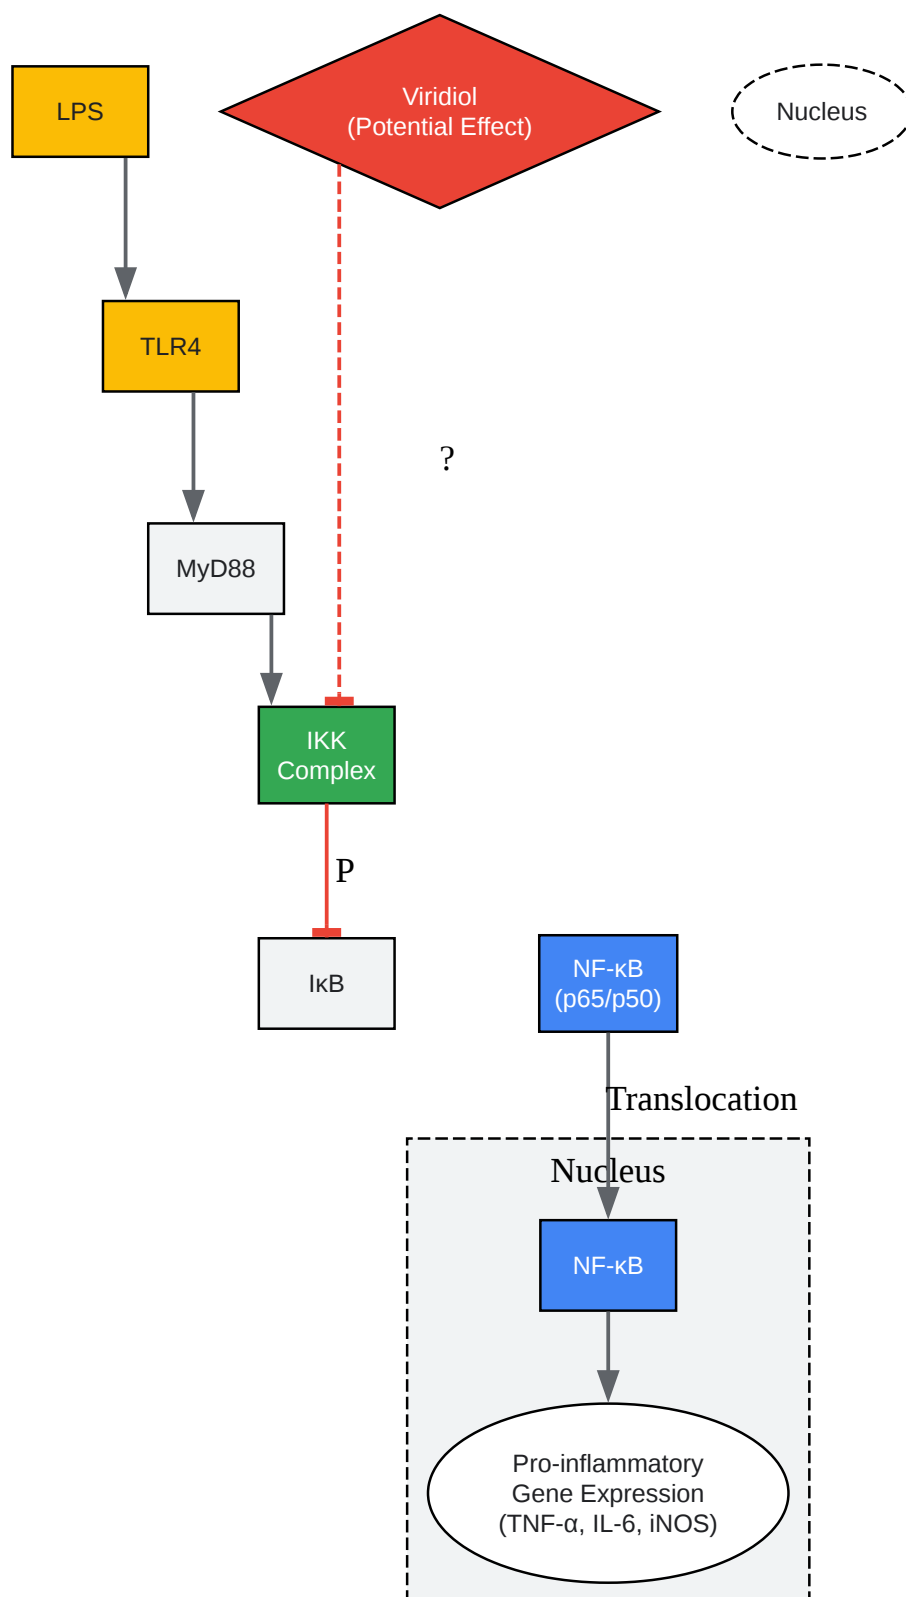 LPS
Viridiol
(Potential Effect)
Nucleus
TLR4
?
MyD88
IKK
Complex
P
IκB
NF-κB
(p65/p50)
Translocation
Nucleus
NF-κB
Pro-inflammatory
Gene Expression
(TNF-α, IL-6, iNOS)